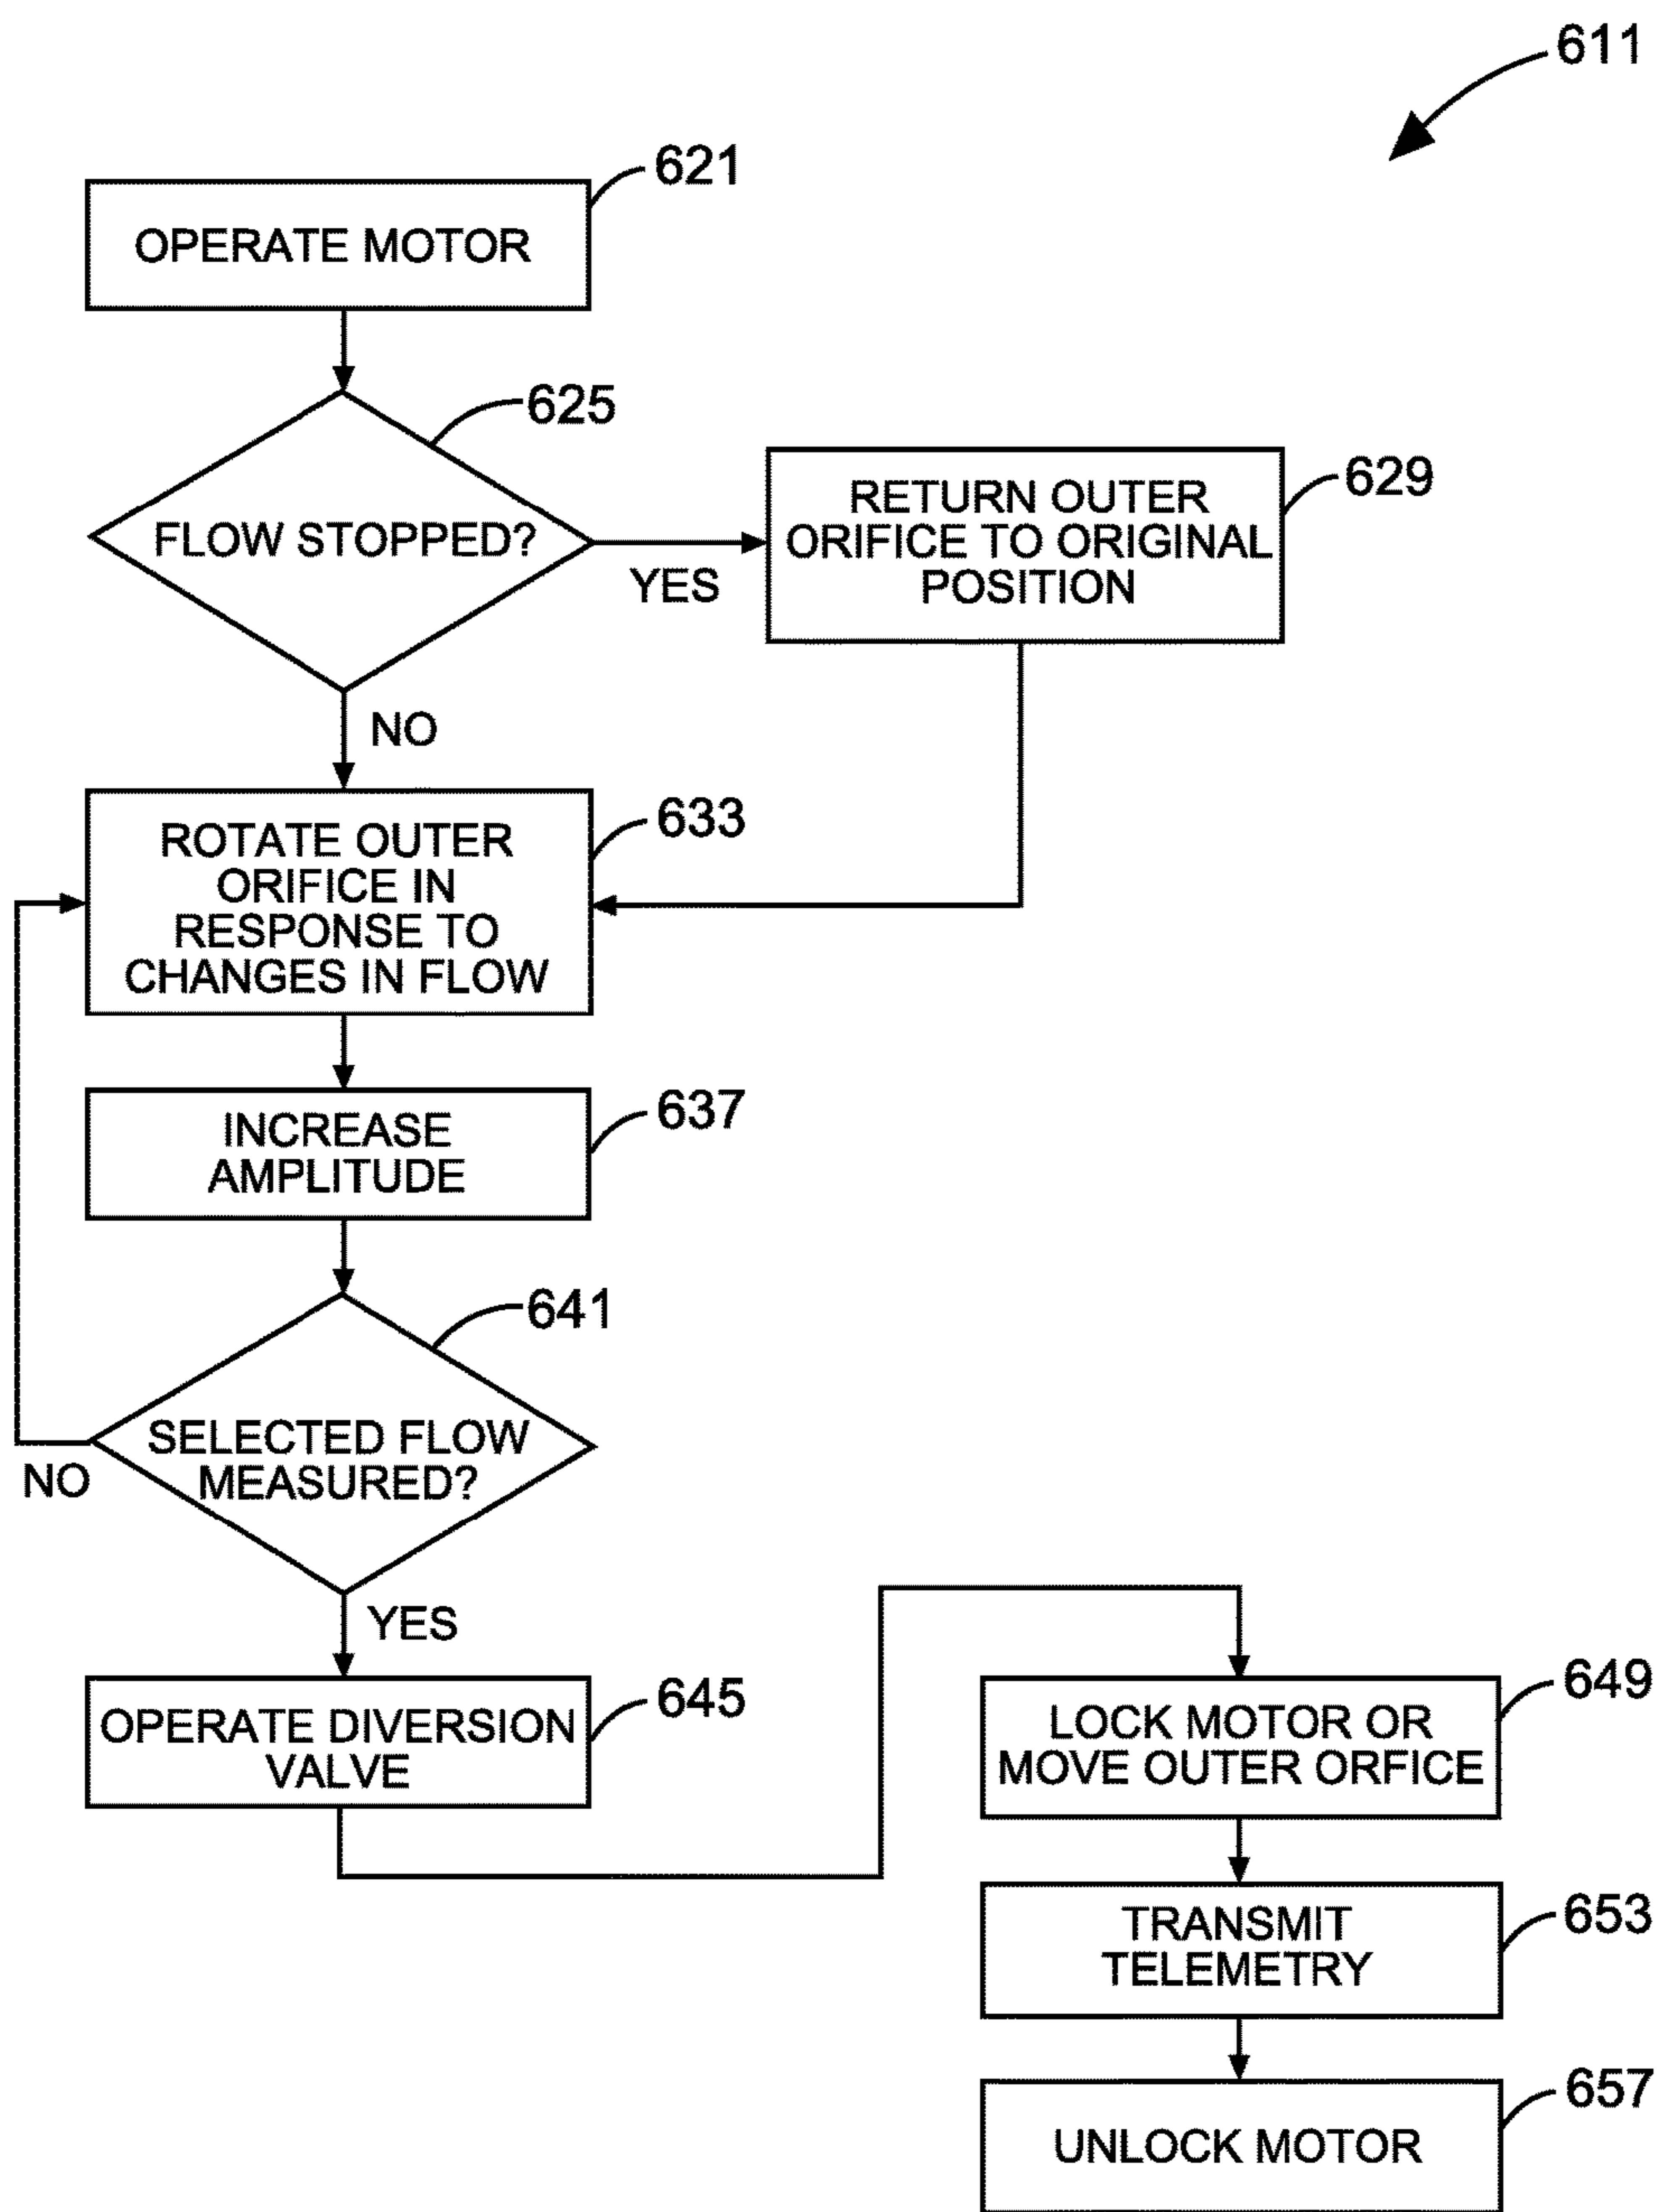 611
621
OPERATE MOTOR
625
FLOW STOPPED?
YES
629
RETURN OUTER
ORIFICE TO ORIGINAL
POSITION
NO
633
ROTATE OUTER
ORIFICE IN
RESPONSE TO
CHANGES IN FLOW
637
INCREASE
AMPLITUDE
641
SELECTED FLOW
MEASURED?
NO
YES
645
OPERATE DIVERSION
VALVE
649
LOCK MOTOR OR
MOVE OUTER ORFICE
653
TRANSMIT
TELEMETRY
657
UNLOCK MOTOR